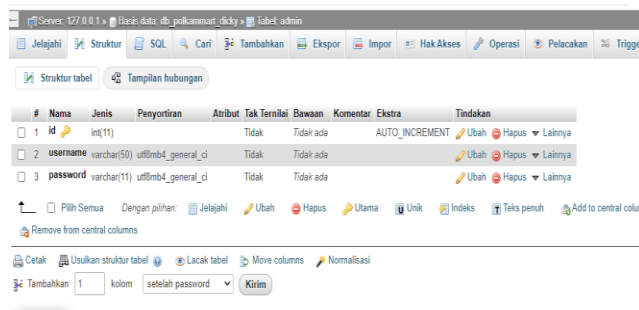 Server: 127.0.0.1 » Basis data: db_polkammart_dicky » Tabel: admin
Jelajahi Struktur SQL Cari Tambahkan Ekspor Impor Hak Akses Operasi Pelacakan Trigge
Struktur tabel Tampilan hubungan
# Nama Jenis Penyortiran Atribut Tak Ternilai Bawaan Komentar Ekstra Tindakan
1 id int(11) Tidak Tidak ada AUTO_INCREMENT Ubah Hapus Lainnya
2 username varchar(50) utf8mb4_general_ci Tidak Tidak ada Ubah Hapus Lainnya
3 password varchar(11) utf8mb4_general_ci Tidak Tidak ada Ubah Hapus Lainnya
Pilih Semua Dengan pilihan: Jelajahi Ubah Hapus Utama Unik Indeks Teks penuh Add to central colu
Remove from central columns
Cetak Usulkan struktur tabel Lacak tabel Move columns Normalisasi
Tambahkan 1 kolom setelah password Kirim